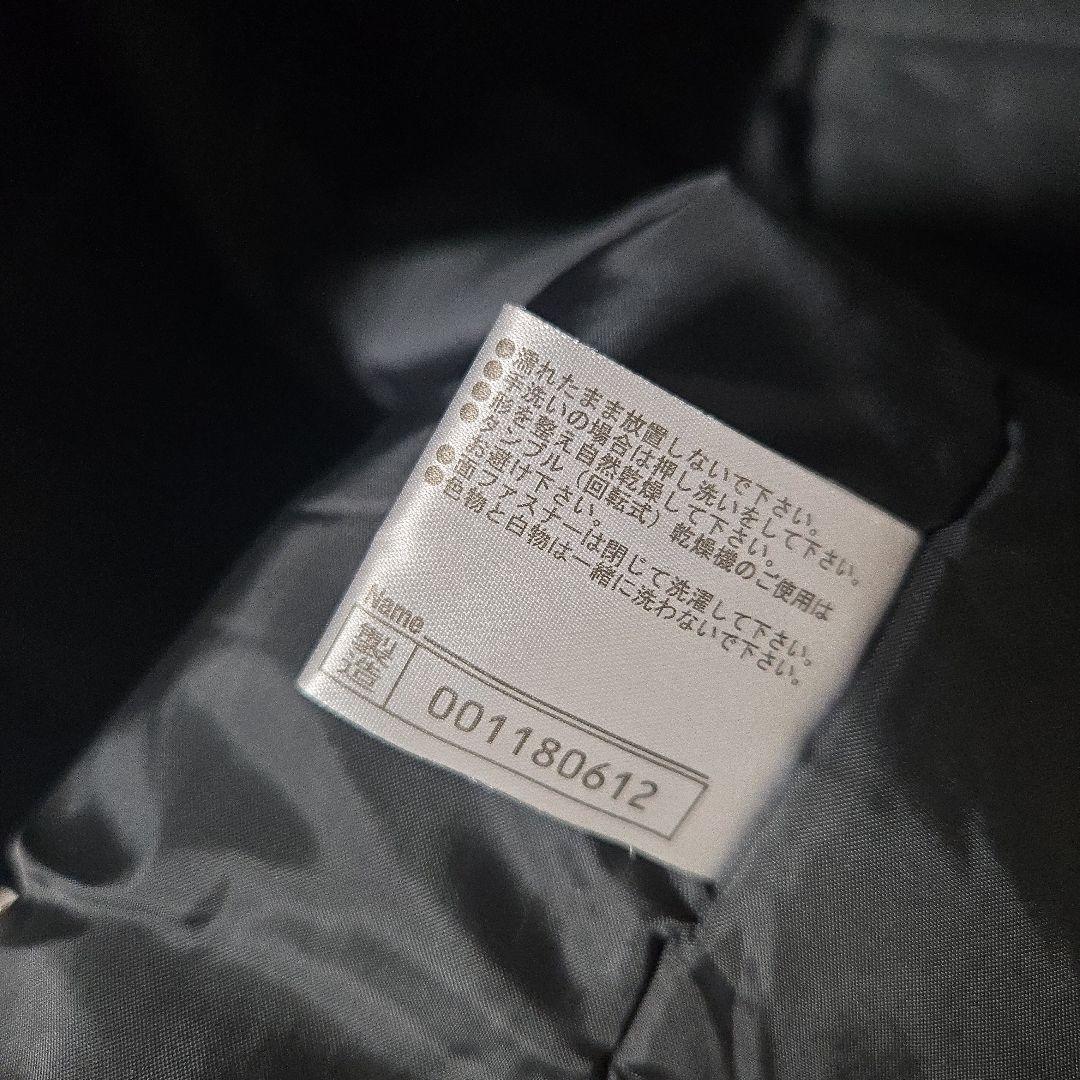 ●濡れたまま放置しないで下さい。
●手洗いの場合は押し洗いをして下さい。
●形を整え自然乾燥して下さい。
●タンブル（回転式）乾燥機のご使用は
お避け下さい。
●面ファスナーは閉じて洗濯して下さい。
●色物と白物は一緒に洗わないで下さい。
Name
製造 001180612